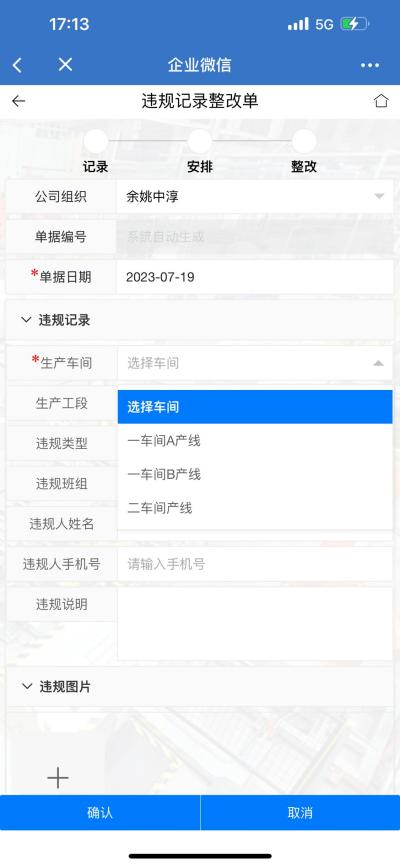 17:13
5G
企业微信
违规记录整改单
记录
安排
整改
公司组织
余姚中淳
单据编号
系统自动生成
*单据日期
2023-07-19
违规记录
*生产车间
选择车间
生产工段
选择车间
一车间A产线
违规类型
一车间B产线
违规班组
二车间产线
违规人姓名
违规人手机号
请输入手机号
违规说明
违规图片
确认
取消